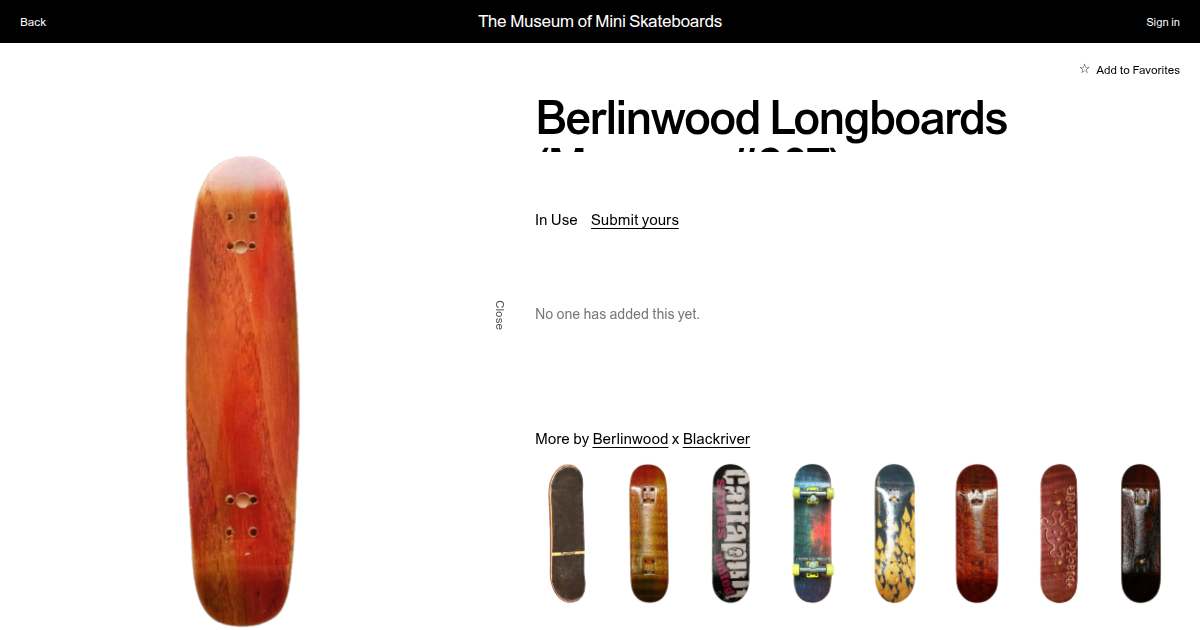 Back
The Museum of Mini Skateboards
Sign in
☆ Add to Favorites
Berlinwood Longboards
In Use Submit yours
Close
No one has added this yet.
More by Berlinwood x Blackriver